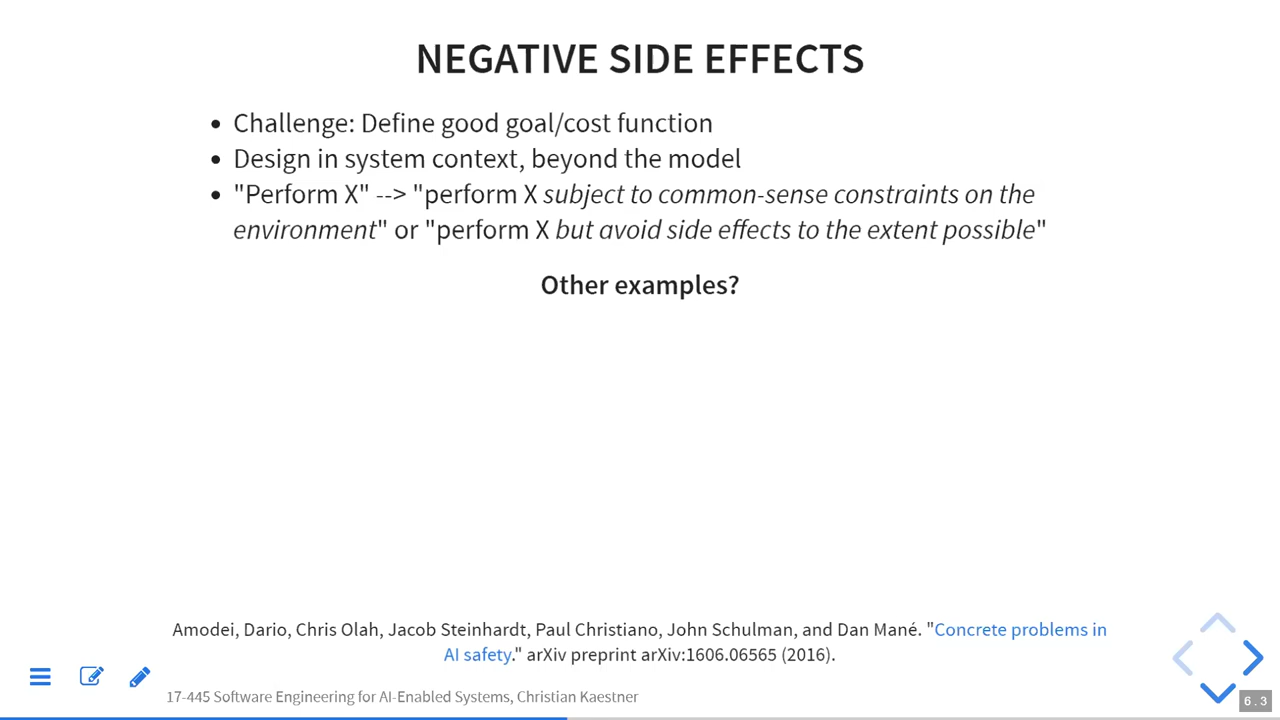 NEGATIVE SIDE EFFECTS
• Challenge: Define good goal/cost function
• Design in system context, beyond the model
• "Perform X" --> "perform X subject to common-sense constraints on the
environment" or "perform X but avoid side effects to the extent possible"
Other examples?
Amodei, Dario, Chris Olah, Jacob Steinhardt, Paul Christiano, John Schulman, and Dan Mané. "Concrete problems in
AI safety." arXiv preprint arXiv:1606.06565 (2016).
17-445 Software Engineering for AI-Enabled Systems, Christian Kaestner
6.3